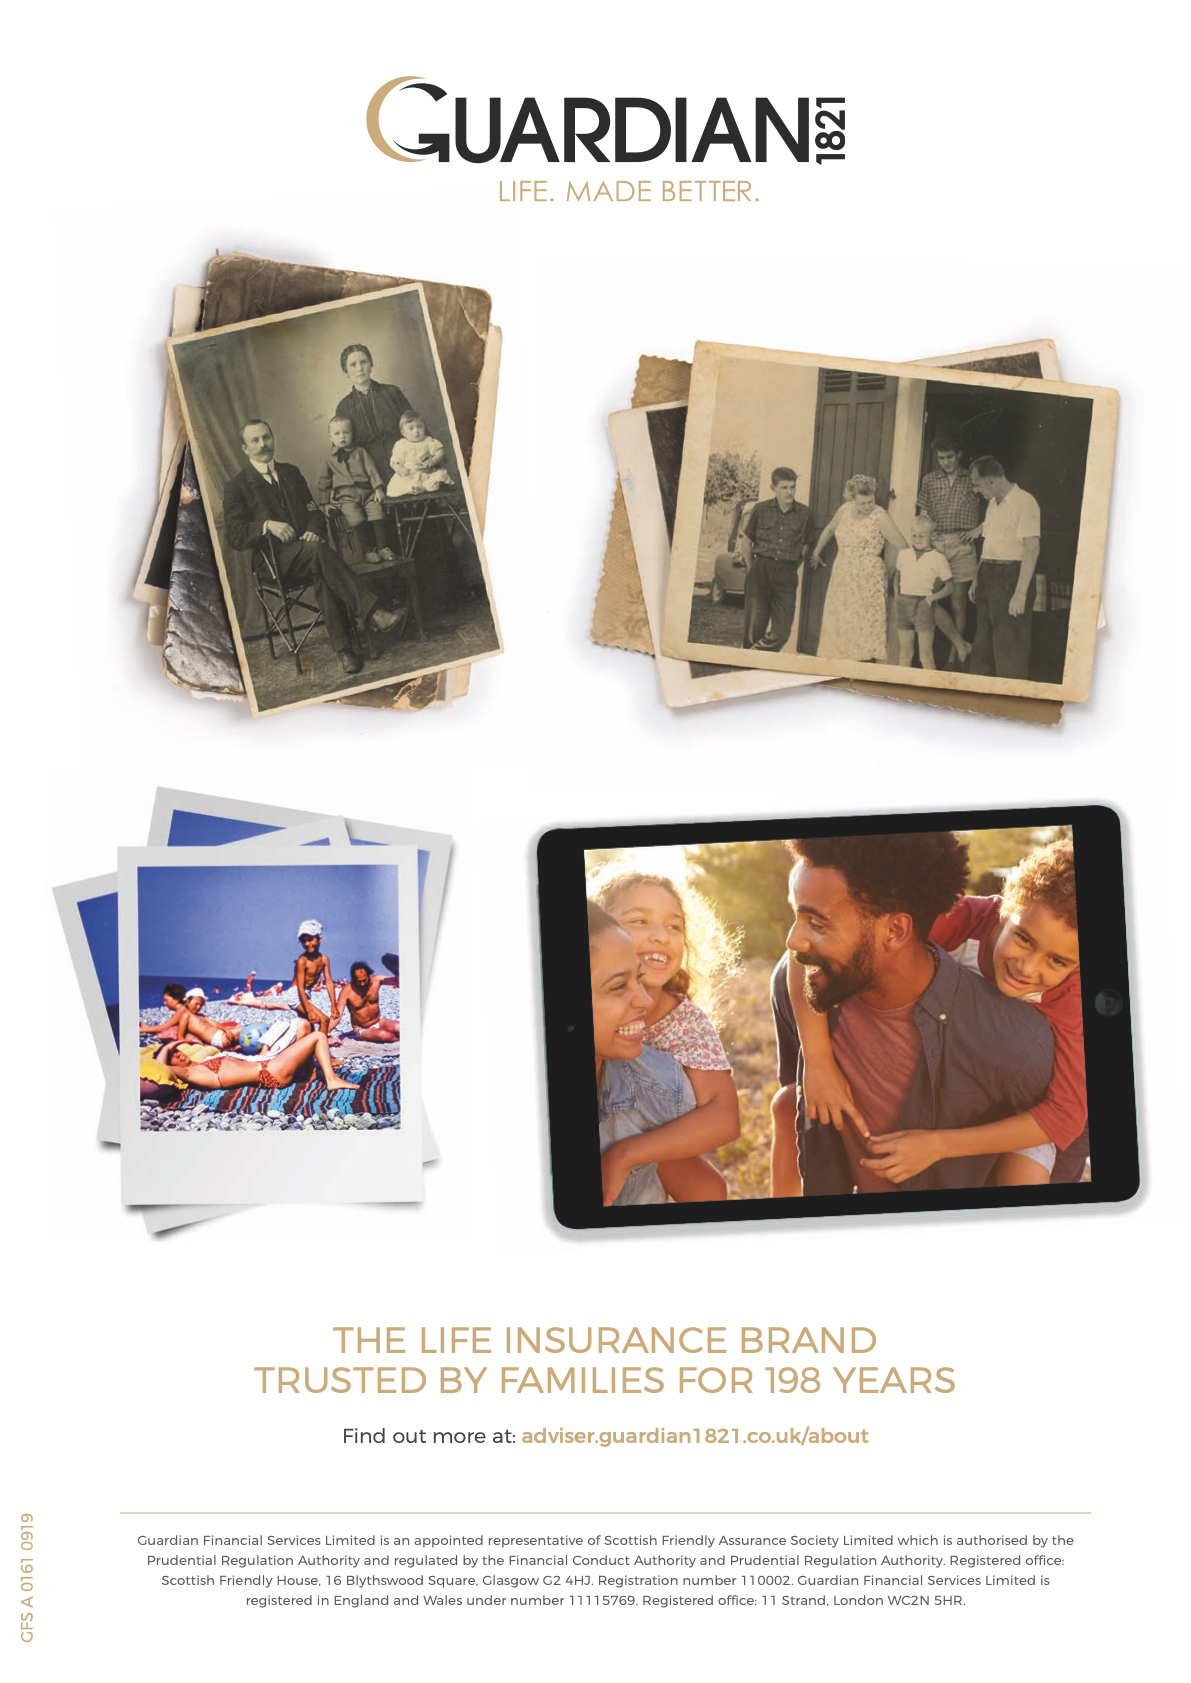 GUARDIAN 1821
LIFE. MADE BETTER.
THE LIFE INSURANCE BRAND
TRUSTED BY FAMILIES FOR 198 YEARS
Find out more at: adviser.guardian1821.co.uk/about
Guardian Financial Services Limited is an appointed representative of Scottish Friendly Assurance Society Limited which is authorised by the
Prudential Regulation Authority and regulated by the Financial Conduct Authority and Prudential Regulation Authority. Registered office:
Scottish Friendly House, 16 Blythswood Square, Glasgow G2 4HJ. Registration number 110002. Guardian Financial Services Limited is
registered in England and Wales under number 11115769. Registered office: 11 Strand, London WC2N 5HR.
GFS A 0161 0919